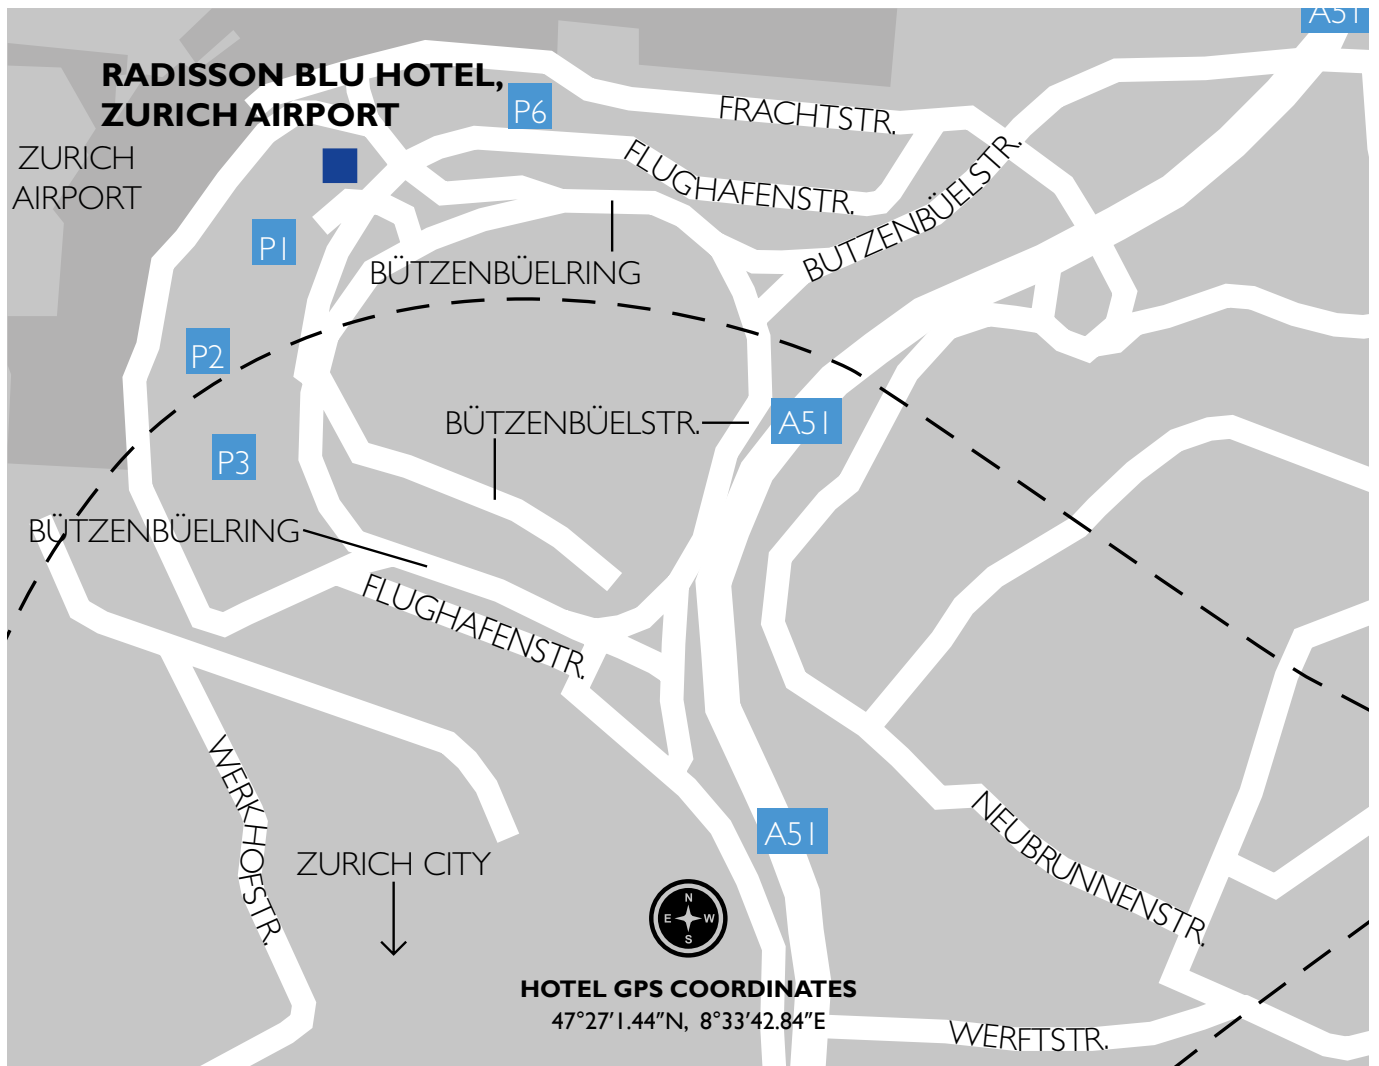 A51
RADISSON BLU HOTEL,
ZURICH AIRPORT
P6
FRACHTSTR.
ZURICH
AIRPORT
FLUGHAFENSTR.
BÜTZENBÜELSTR.
P1
BÜTZENBÜELRING
P2
BÜTZENBÜELSTR.
A51
P3
BÜTZENBÜELRING
FLUGHAFENSTR.
WERKHOFSTR.
NEUBRUNNENSTR.
A51
ZURICH CITY
N
E W
S
HOTEL GPS COORDINATES
47°27′1.44″N, 8°33′42.84″E
WERFTSTR.